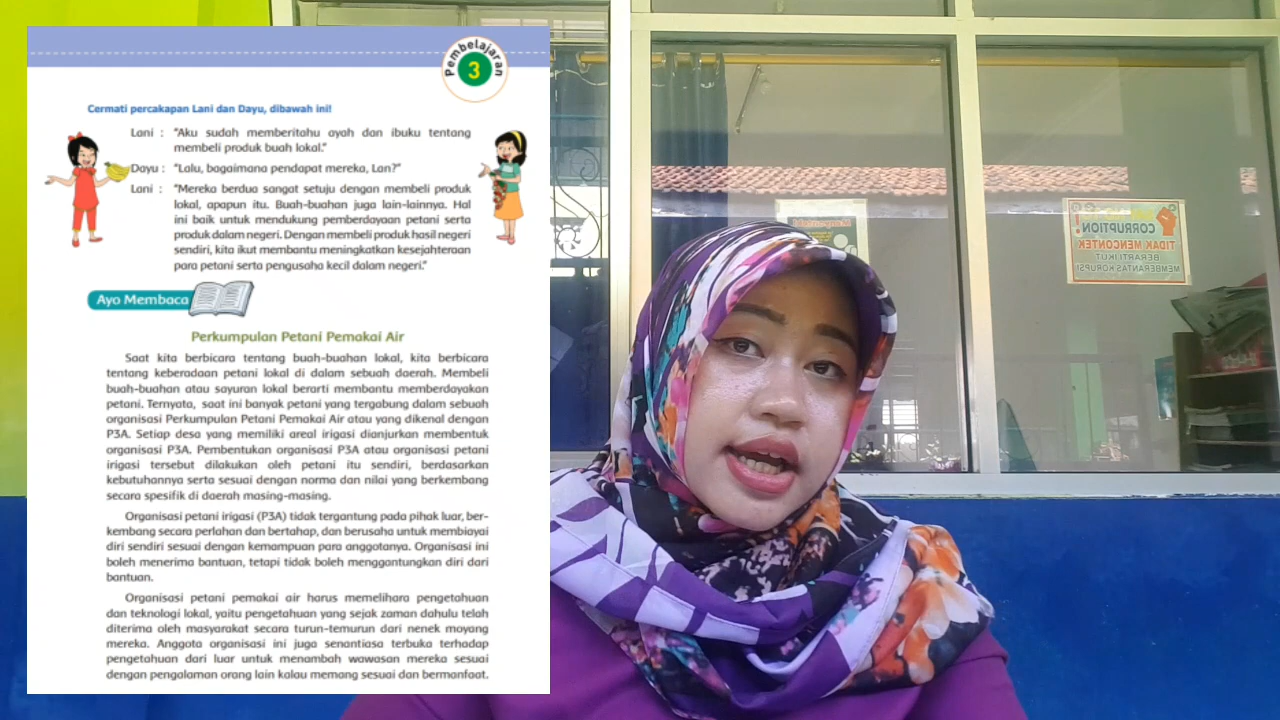 Pembelajaran
3
Cermati percakapan Lani dan Dayu, dibawah ini!
Lani : "Aku sudah memberitahu ayah dan ibuku tentang
membeli produk buah lokal."
Dayu : "Lalu, bagaimana pendapat mereka, Lan?"
Lani : "Mereka berdua sangat setuju dengan membeli produk
lokal, apapun itu. Buah-buahan juga lain-lainnya. Hal
ini baik untuk mendukung pemberdayaan petani serta
produk dalam negeri. Dengan membeli produk hasil negeri
sendiri, kita ikut membantu meningkatkan kesejahteraan
para petani serta pengusaha kecil dalam negeri."
Ayo Membaca
Perkumpulan Petani Pemakai Air
Saat kita berbicara tentang buah-buahan lokal, kita berbicara
tentang keberadaan petani lokal di dalam sebuah daerah. Membeli
buah-buahan atau sayuran lokal berarti membantu memberdayakan
petani. Ternyata, saat ini banyak petani yang tergabung dalam sebuah
organisasi Perkumpulan Petani Pemakai Air atau yang dikenal dengan
P3A. Setiap desa yang memiliki areal irigasi dianjurkan membentuk
organisasi P3A. Pembentukan organisasi P3A atau organisasi petani
irigasi tersebut dilakukan oleh petani itu sendiri, berdasarkan
kebutuhannya serta sesuai dengan norma dan nilai yang berkembang
secara spesifik di daerah masing-masing.
Organisasi petani irigasi (P3A) tidak tergantung pada pihak luar, ber-
kembang secara perlahan dan bertahap, dan berusaha untuk membiayai
diri sendiri sesuai dengan kemampuan para anggotanya. Organisasi ini
boleh menerima bantuan, tetapi tidak boleh menggantungkan diri dari
bantuan.
Organisasi petani pemakai air harus memelihara pengetahuan
dan teknologi lokal, yaitu pengetahuan yang sejak zaman dahulu telah
diterima oleh masyarakat secara turun-temurun dari nenek moyang
mereka. Anggota organisasi ini juga senantiasa terbuka terhadap
pengetahuan dari luar untuk menambah wawasan mereka sesuai
dengan pengalaman orang lain kalau memang sesuai dan bermanfaat.
CORRUPTION
TIDAK MENCONTEK
BERARTI IKUT
MEMBERANTAS KORUPSI